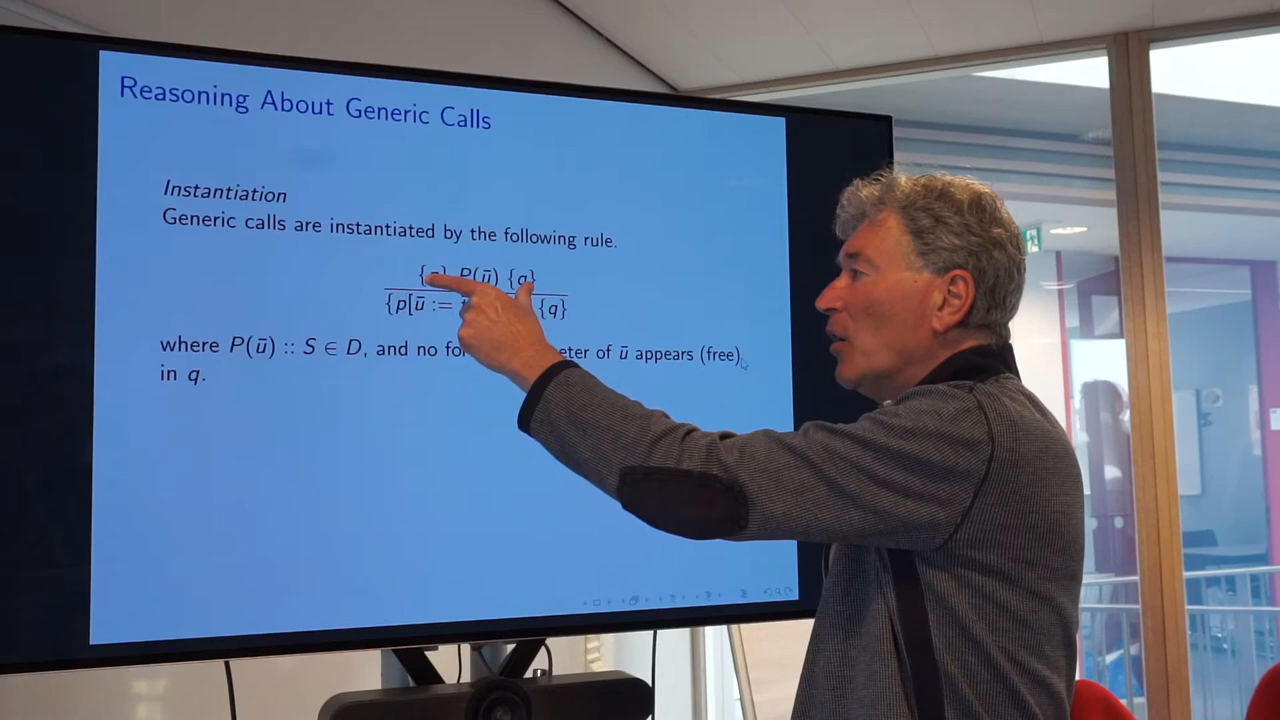 Reasoning About Generic Calls
Instantiation
Generic calls are instantiated by the following rule.
P(ū) {q}
{p[ū := {q}
where P(ū) :: S ∈ D, and no of ū appears (free)
in q.